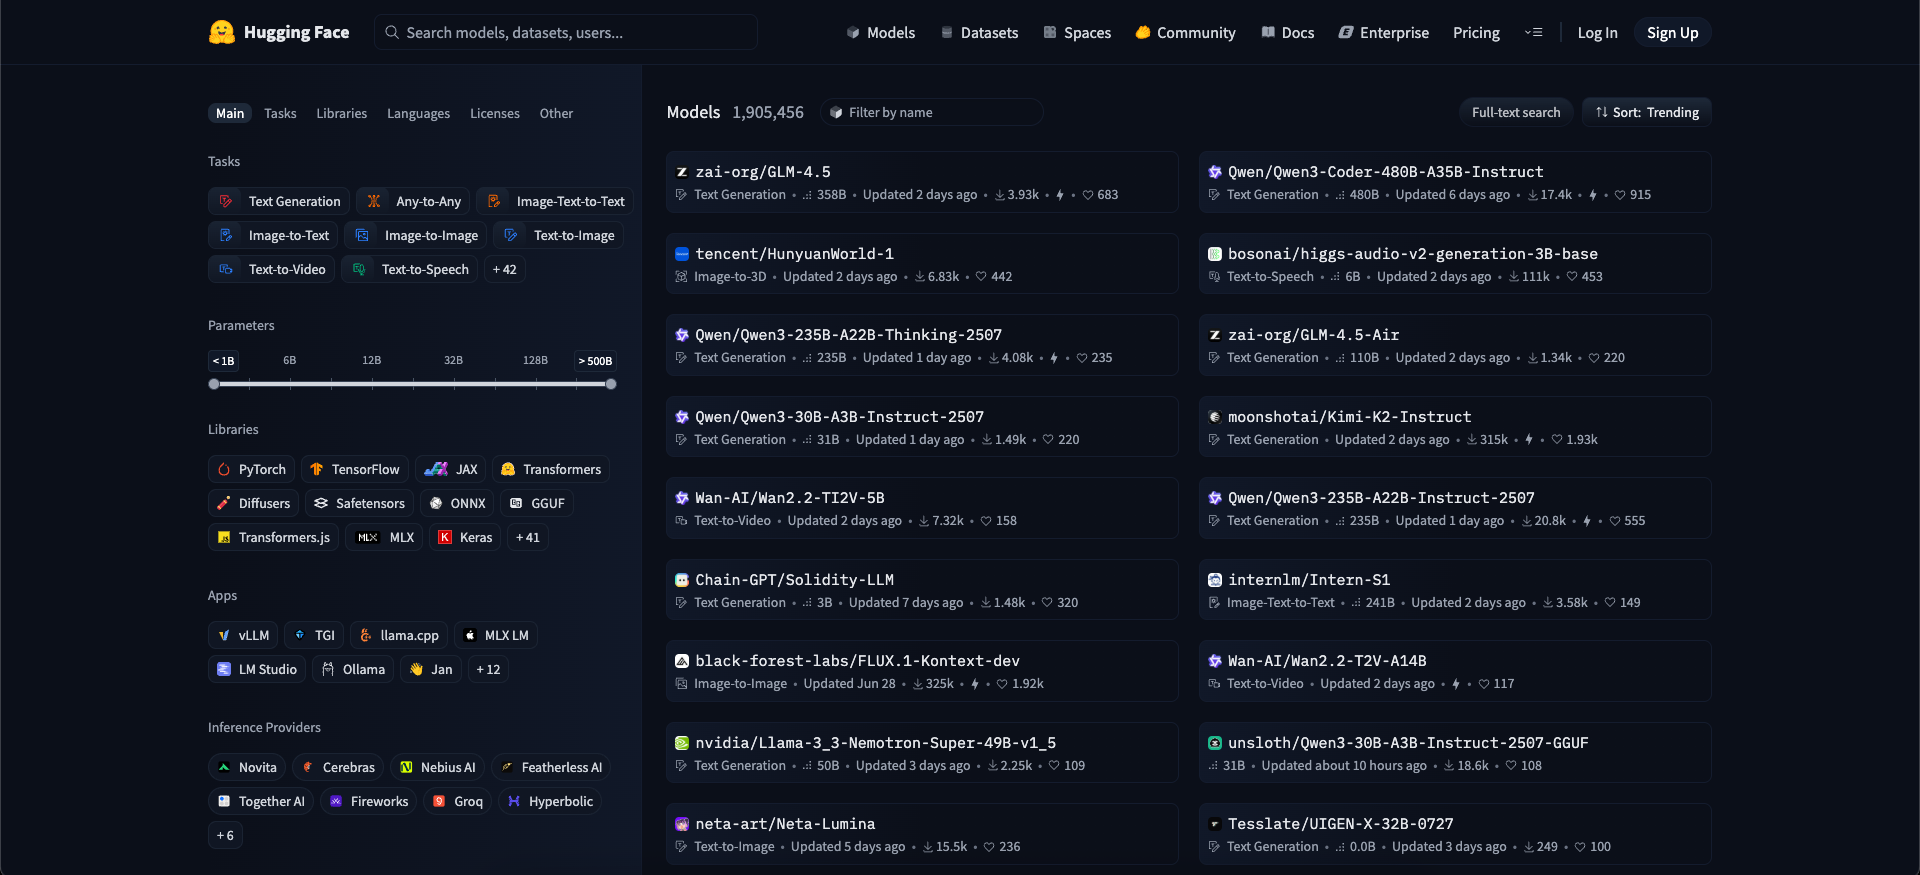 Hugging Face
Search models, datasets, users...
Models
Datasets
Spaces
Community
Docs
Enterprise
Pricing
Log In
Sign Up
Main Tasks Libraries Languages Licenses Other
Tasks
Text Generation Any-to-Any Image-Text-to-Text
Image-to-Text Image-to-Image Text-to-Image
Text-to-Video Text-to-Speech + 42
Parameters
< 1B 6B 12B 32B 128B > 500B
Libraries
PyTorch TensorFlow JAX Transformers
Diffusers Safetensors ONNX GGUF
Transformers.js MLX MLX Keras + 41
Apps
vLLM TGI llama.cpp MLX LM
LM Studio Ollama Jan + 12
Inference Providers
Novita Cerebras Nebius AI Featherless AI
Together AI Fireworks Groq Hyperbolic
+ 6
Models 1,905,456 Filter by name
Full-text search Sort: Trending
zai-org/GLM-4.5
Text Generation • 358B • Updated 2 days ago • 3.93k • • 683
Qwen/Qwen3-Coder-480B-A35B-Instruct
Text Generation • 480B • Updated 6 days ago • 17.4k • • 915
tencent/HunyuanWorld-1
Image-to-3D • Updated 2 days ago • 6.83k • 442
bosonai/higgs-audio-v2-generation-3B-base
Text-to-Speech • 6B • Updated 2 days ago • 111k • 453
Qwen/Qwen3-235B-A22B-Thinking-2507
Text Generation • 235B • Updated 1 day ago • 4.08k • • 235
zai-org/GLM-4.5-Air
Text Generation • 110B • Updated 2 days ago • 1.34k • 220
Qwen/Qwen3-30B-A3B-Instruct-2507
Text Generation • 31B • Updated 1 day ago • 1.49k • 220
moonshotai/Kimi-K2-Instruct
Text Generation • Updated 2 days ago • 315k • • 1.93k
Wan-AI/Wan2.2-TI2V-5B
Text-to-Video • Updated 2 days ago • 7.32k • 158
Qwen/Qwen3-235B-A22B-Instruct-2507
Text Generation • 235B • Updated 1 day ago • 20.8k • • 555
Chain-GPT/Solidity-LLM
Text Generation • 3B • Updated 7 days ago • 1.48k • 320
internlm/Intern-S1
Image-Text-to-Text • 241B • Updated 2 days ago • 3.58k • 149
black-forest-labs/FLUX.1-Kontext-dev
Image-to-Image • Updated Jun 28 • 325k • • 1.92k
Wan-AI/Wan2.2-T2V-A14B
Text-to-Video • Updated 2 days ago • • 117
nvidia/Llama-3_3-Nemotron-Super-49B-v1_5
Text Generation • 50B • Updated 3 days ago • 2.25k • 109
unsloth/Qwen3-30B-A3B-Instruct-2507-GGUF
31B • Updated about 10 hours ago • 18.6k • 108
neta-art/Neta-Lumina
Text-to-Image • Updated 5 days ago • 15.5k • 236
Tesslate/UIGEN-X-32B-0727
Text Generation • 0.0B • Updated 3 days ago • 249 • 100